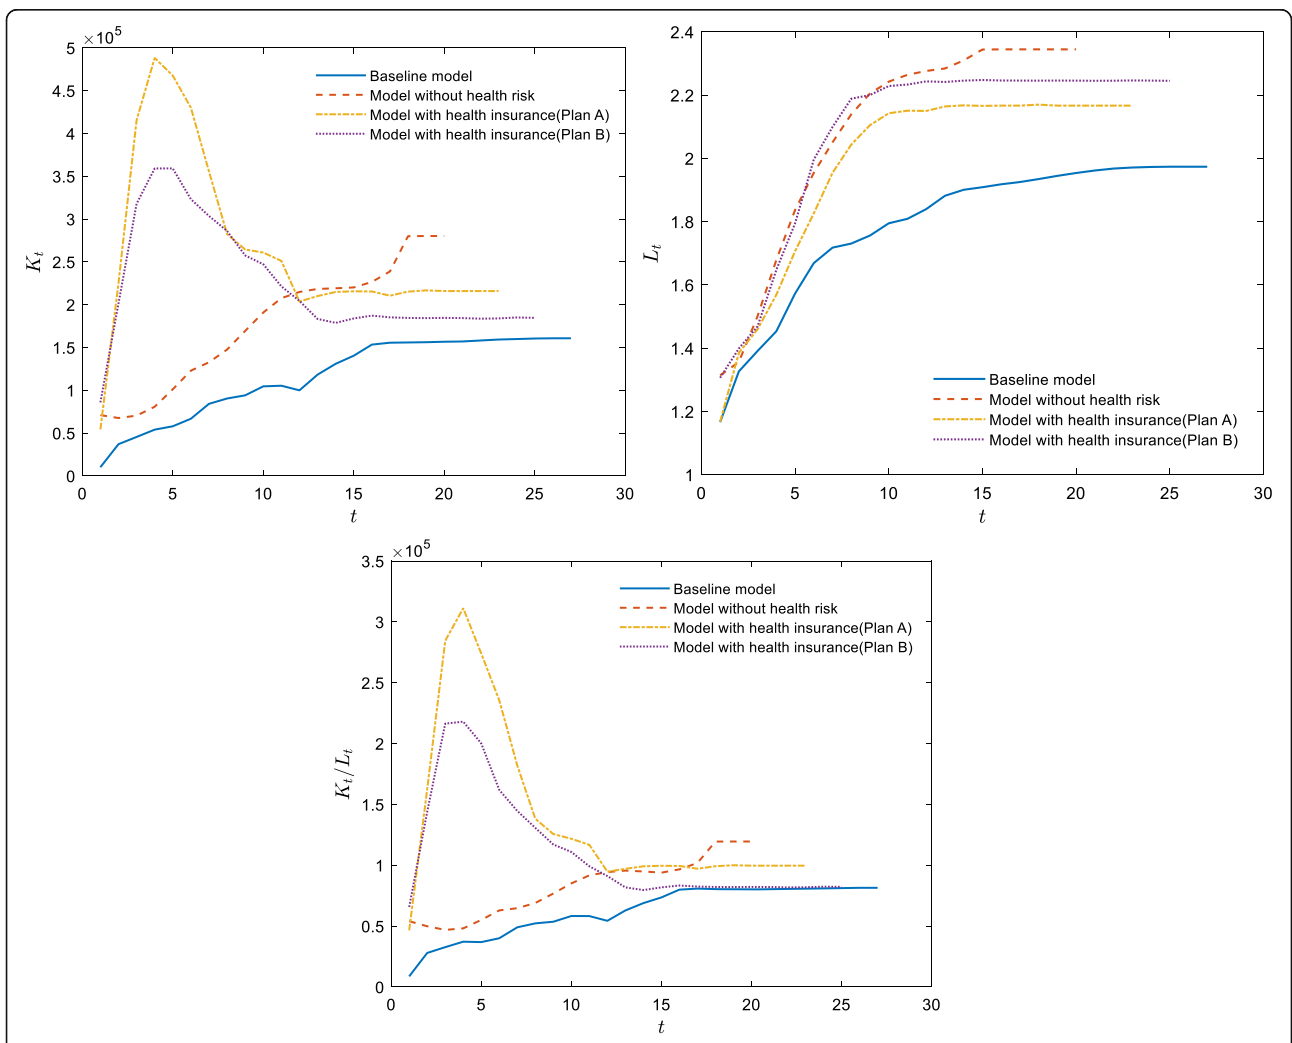 ×10⁵
5
4.5
4
3.5
3
2.5
2
1.5
1
0.5
0
0 5 10 15 20 25 30
K_t
t
Baseline model
Model without health risk
Model with health insurance(Plan A)
Model with health insurance(Plan B)
2.4
2.2
2
1.8
1.6
1.4
1.2
1
0 5 10 15 20 25 30
L_t
t
Baseline model
Model without health risk
Model with health insurance(Plan A)
Model with health insurance(Plan B)
×10⁵
3.5
3
2.5
2
1.5
1
0.5
0
0 5 10 15 20 25 30
K_t/L_t
t
Baseline model
Model without health risk
Model with health insurance(Plan A)
Model with health insurance(Plan B)